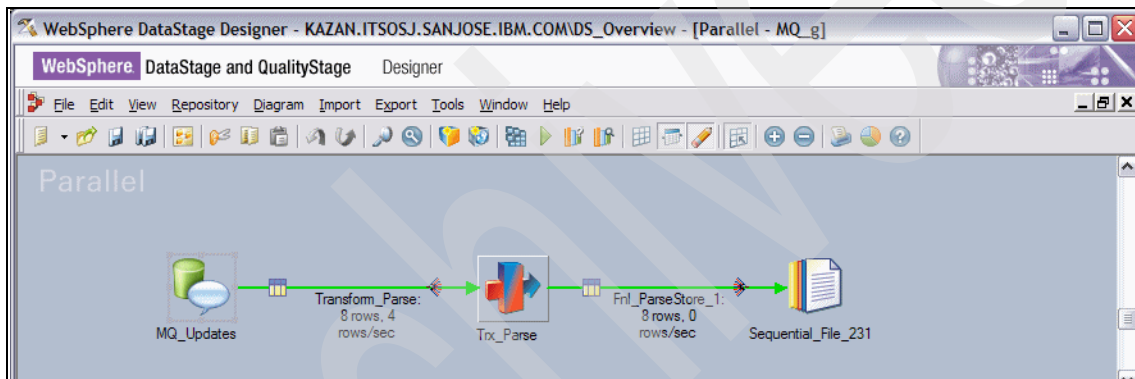 WebSphere DataStage Designer - KAZAN.ITSOSJ.SANJOSE.IBM.COM\DS_Overview - [Parallel - MQ_g]
WebSphere. DataStage and QualityStage Designer
File Edit View Repository Diagram Import Export Tools Window Help
Parallel
Transform_Parse:
8 rows, 4
rows/sec
Fnl_ParseStore_1:
8 rows, 0
rows/sec
MQ_Updates
Trx_Parse
Sequential_File_231